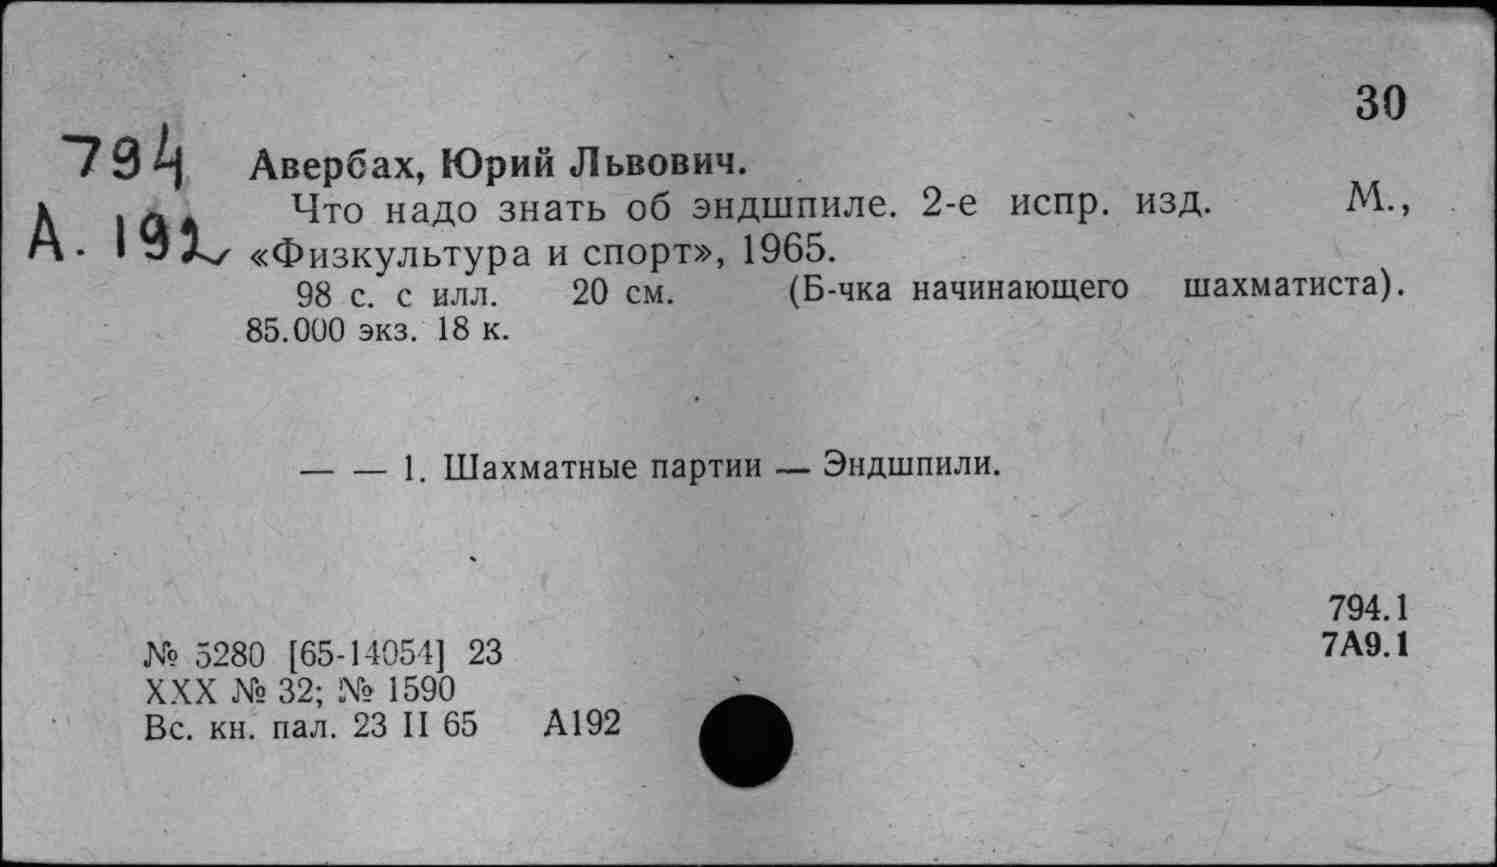 30
794 Авербах, Юрий Львович.
Что надо знать об эндшпиле. 2-е испр. изд. М.,
А. 192 «Физкультура и спорт», 1965.
98 с. с илл. 20 см. (Б-чка начинающего шахматиста).
85.000 экз. 18 к.
— — 1. Шахматные партии — Эндшпили.
794.1
№ 5280 [65-14054] 23 7А9.1
XXX № 32; № 1590
Вс. кн. пал. 23 II 65 А192